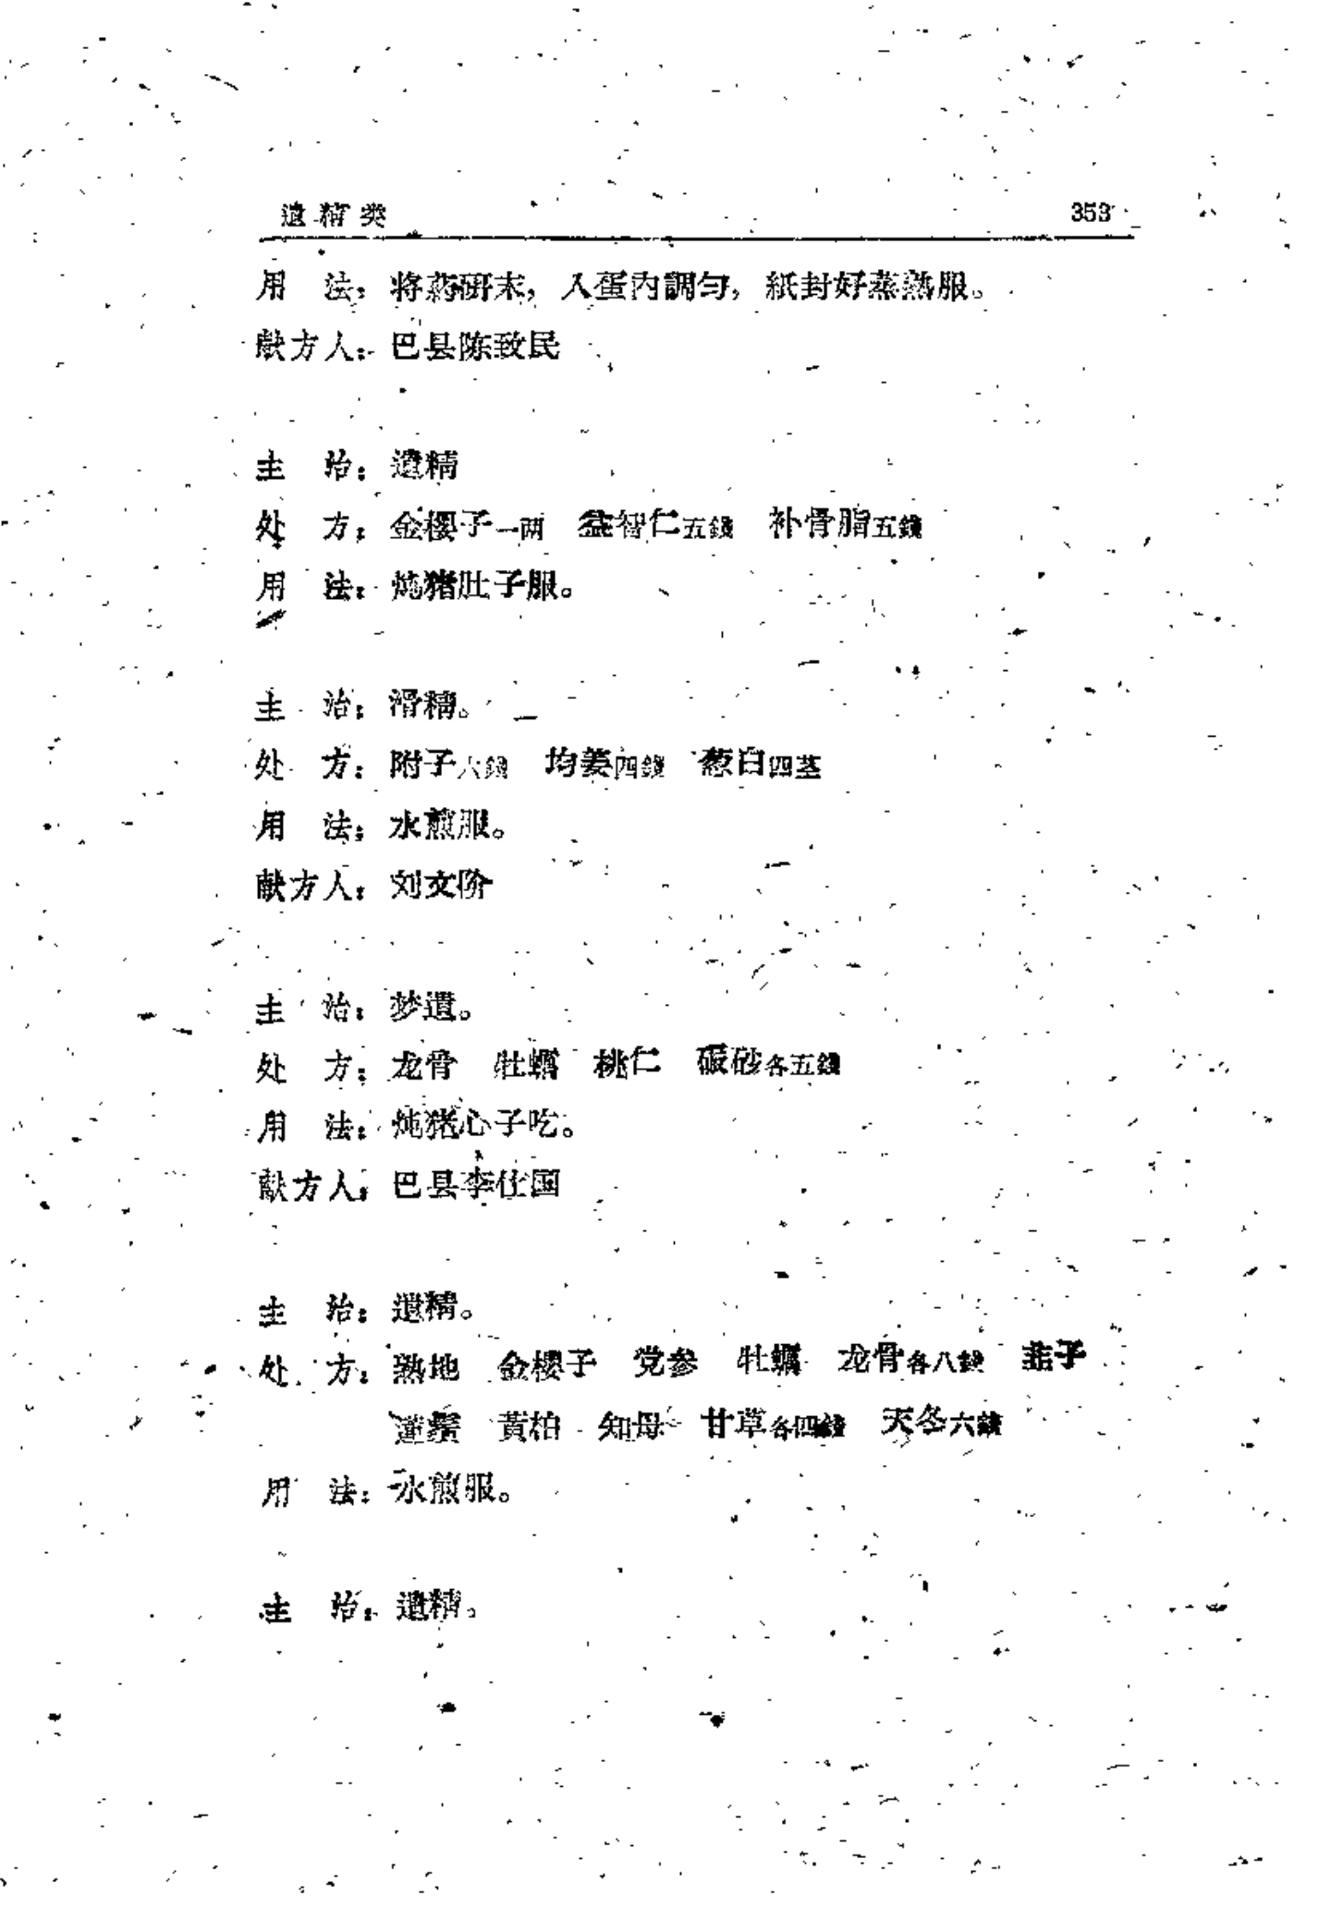 遺精类 353
用 法：将药研末，入蛋内調匀，紙封好蒸熟服。
献方人：巴县陈致民
主 治：遺精
处 方：金櫻子一两 益智仁五錢 补骨脂五錢
用 法：炖猪肚子服。
主 治：滑精。
处 方：附子六錢 均姜四錢 葱白四茎
用 法：水煎服。
献方人：刘文阶
主 治：梦遺。
处 方：龙骨 牡蠣 桃仁 砂各五錢
用 法：炖猪心子吃。
献方人：巴县李仕国
主 治：遺精。
处 方：熟地 金櫻子 党参 牡蠣 龙骨各八錢 韭子
蓮鬚 黃柏 知母 甘草各四錢 天冬六錢
用 法：水煎服。
主 治：遺精。